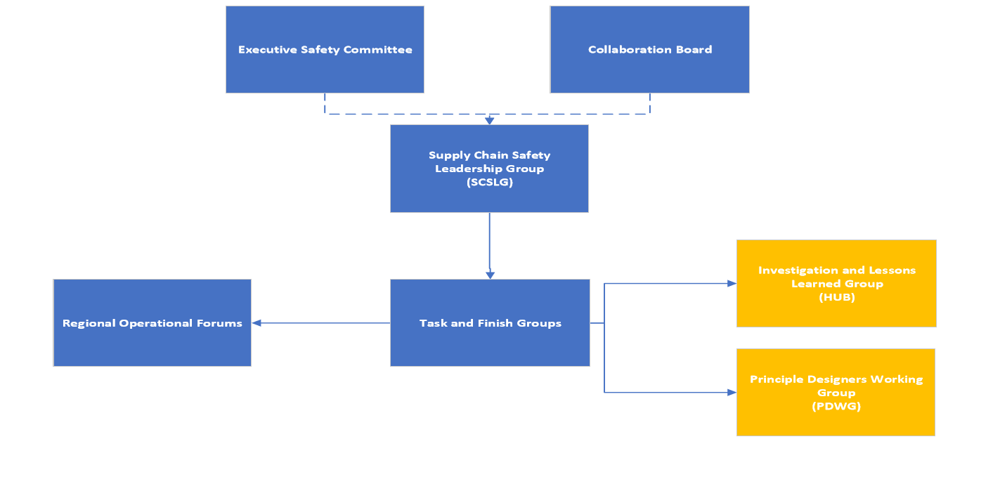 Executive Safety Committee
Collaboration Board
Supply Chain Safety
Leadership Group
(SCSLG)
Investigation and Lessons
Learned Group
(HUB)
Regional Operational Forums
Task and Finish Groups
Principle Designers Working
Group
(PDWG)